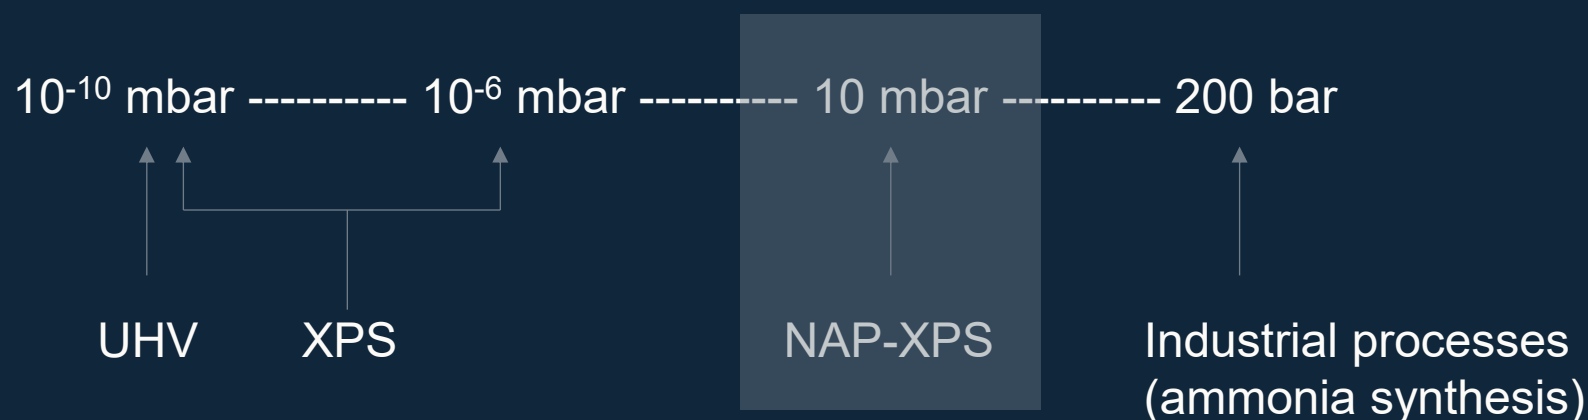 10⁻¹⁰ mbar ---------- 10⁻⁶ mbar ---------- 10 mbar ---------- 200 bar
UHV XPS NAP-XPS Industrial processes
(ammonia synthesis)